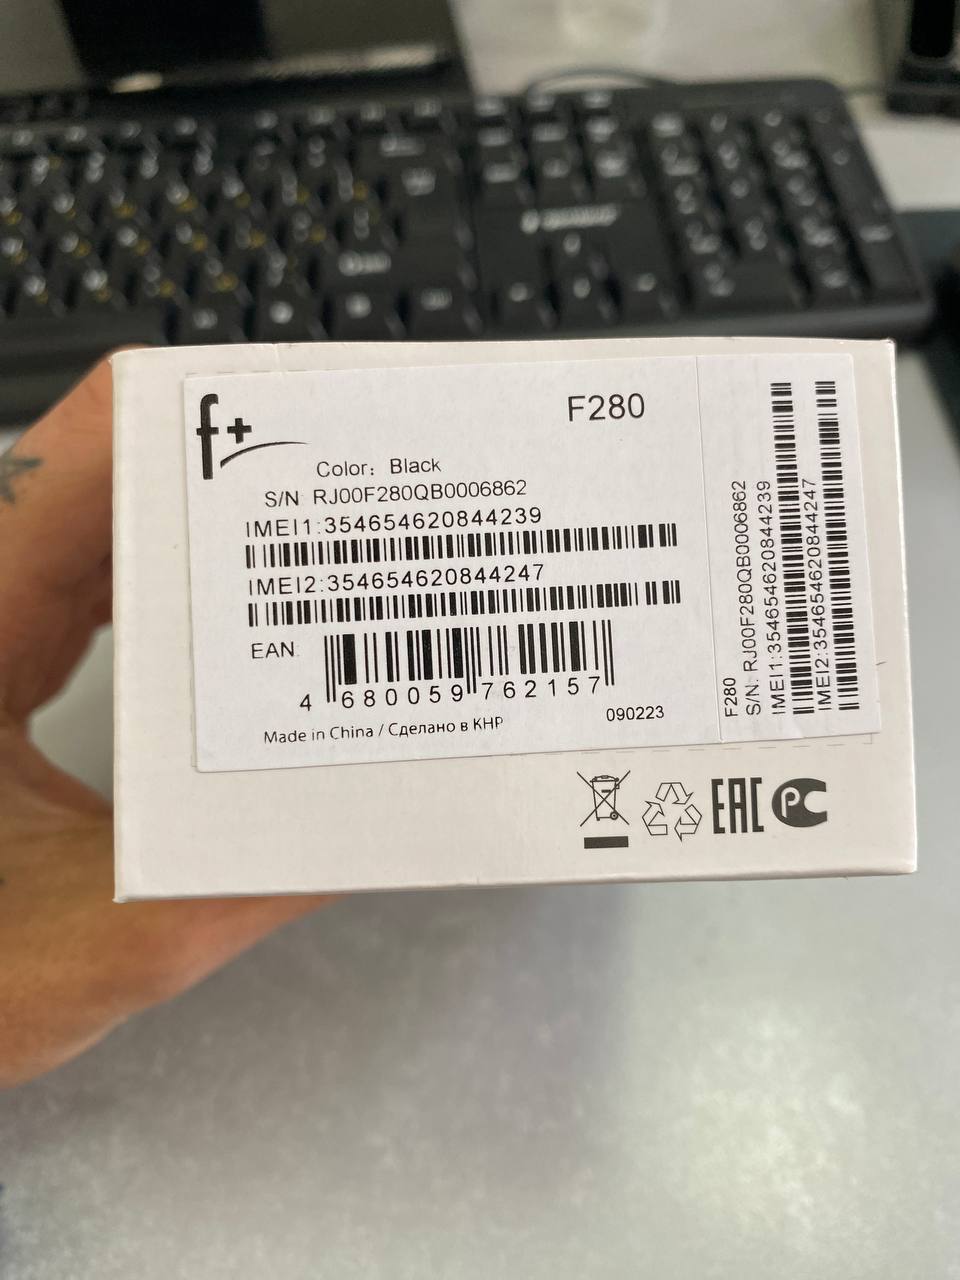 f+
F280
Color: Black
S/N: RJ00F280QB0006862
IMEI1:354654620844239
IMEI2:354654620844247
EAN:
4 680059 762157
Made in China / Сделано в КНР
090223
F280
S/N: RJ00F280QB0006862
IMEI1:354654620844239
IMEI2:354654620844247
EAC
PC